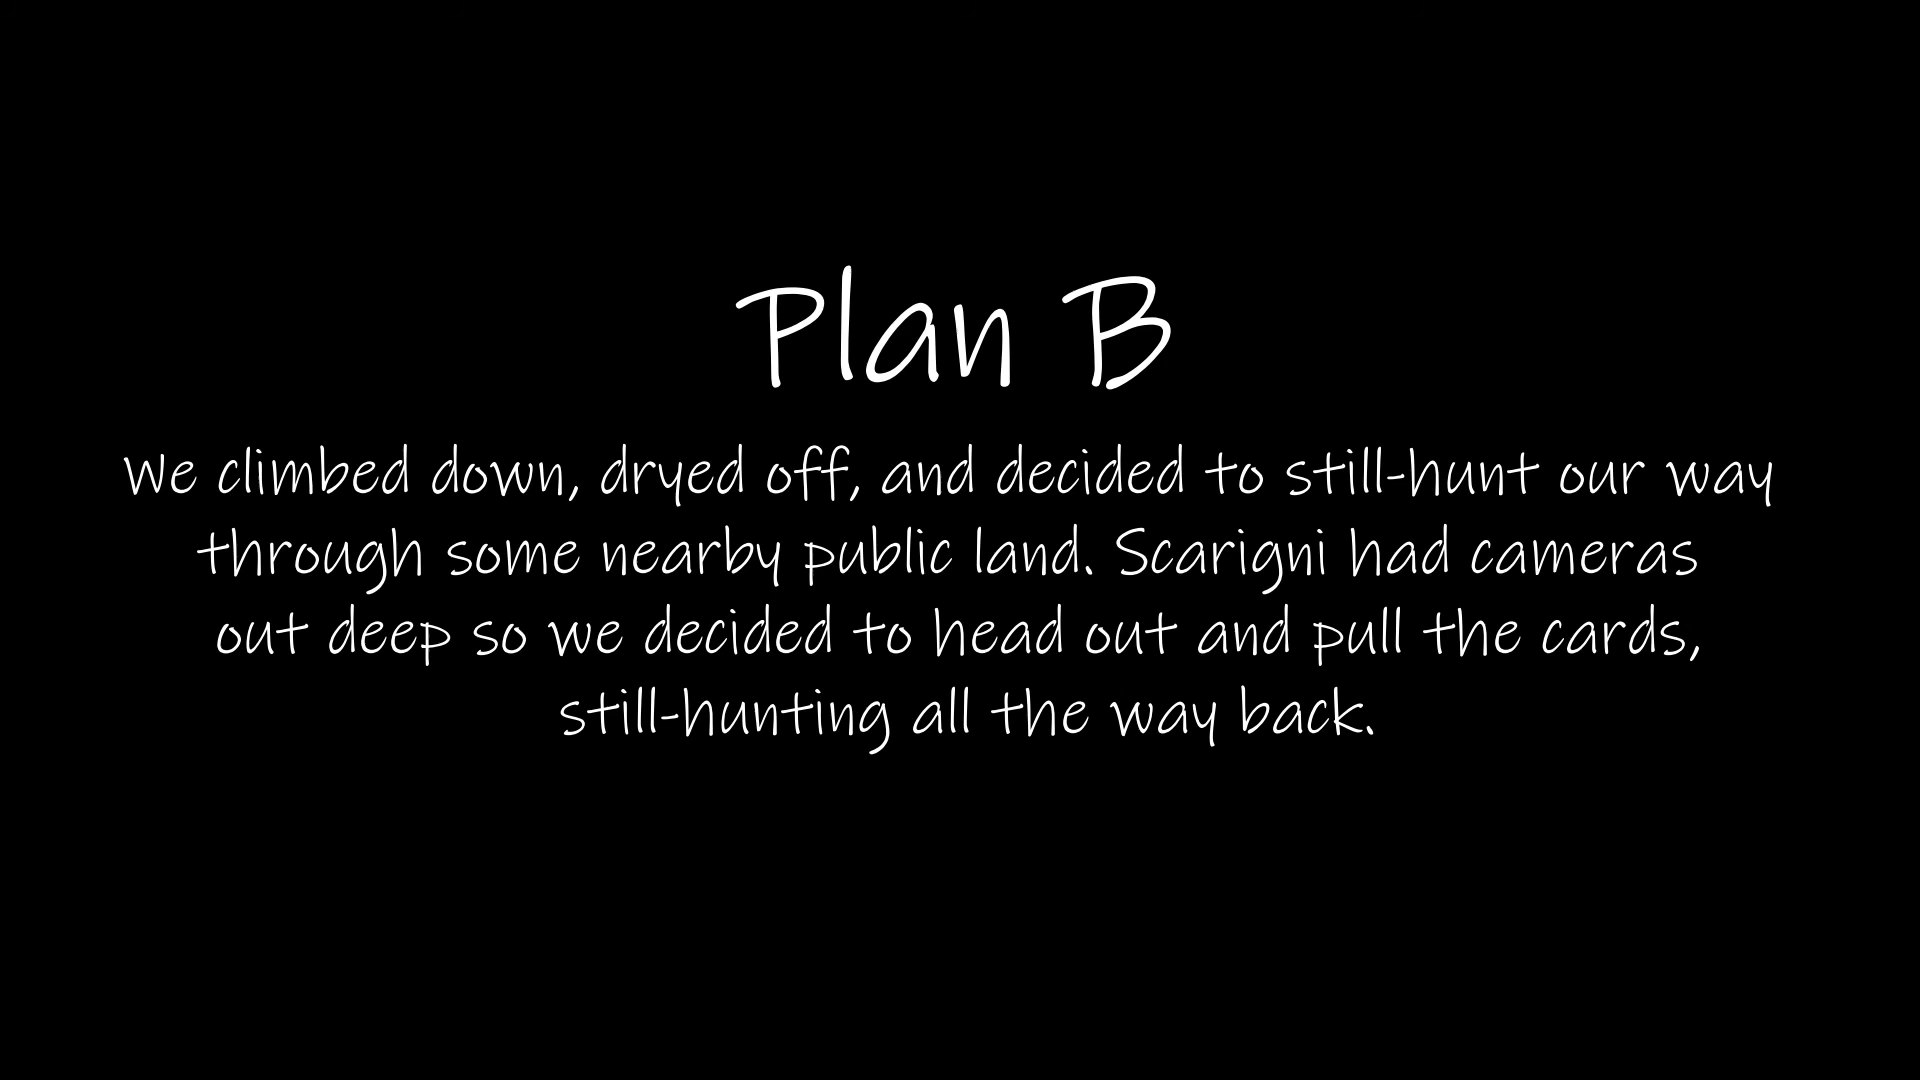 Plan B
We climbed down, dryed off, and decided to still-hunt our way
through some nearby public land. Scarigni had cameras
out deep so we decided to head out and pull the cards,
still-hunting all the way back.